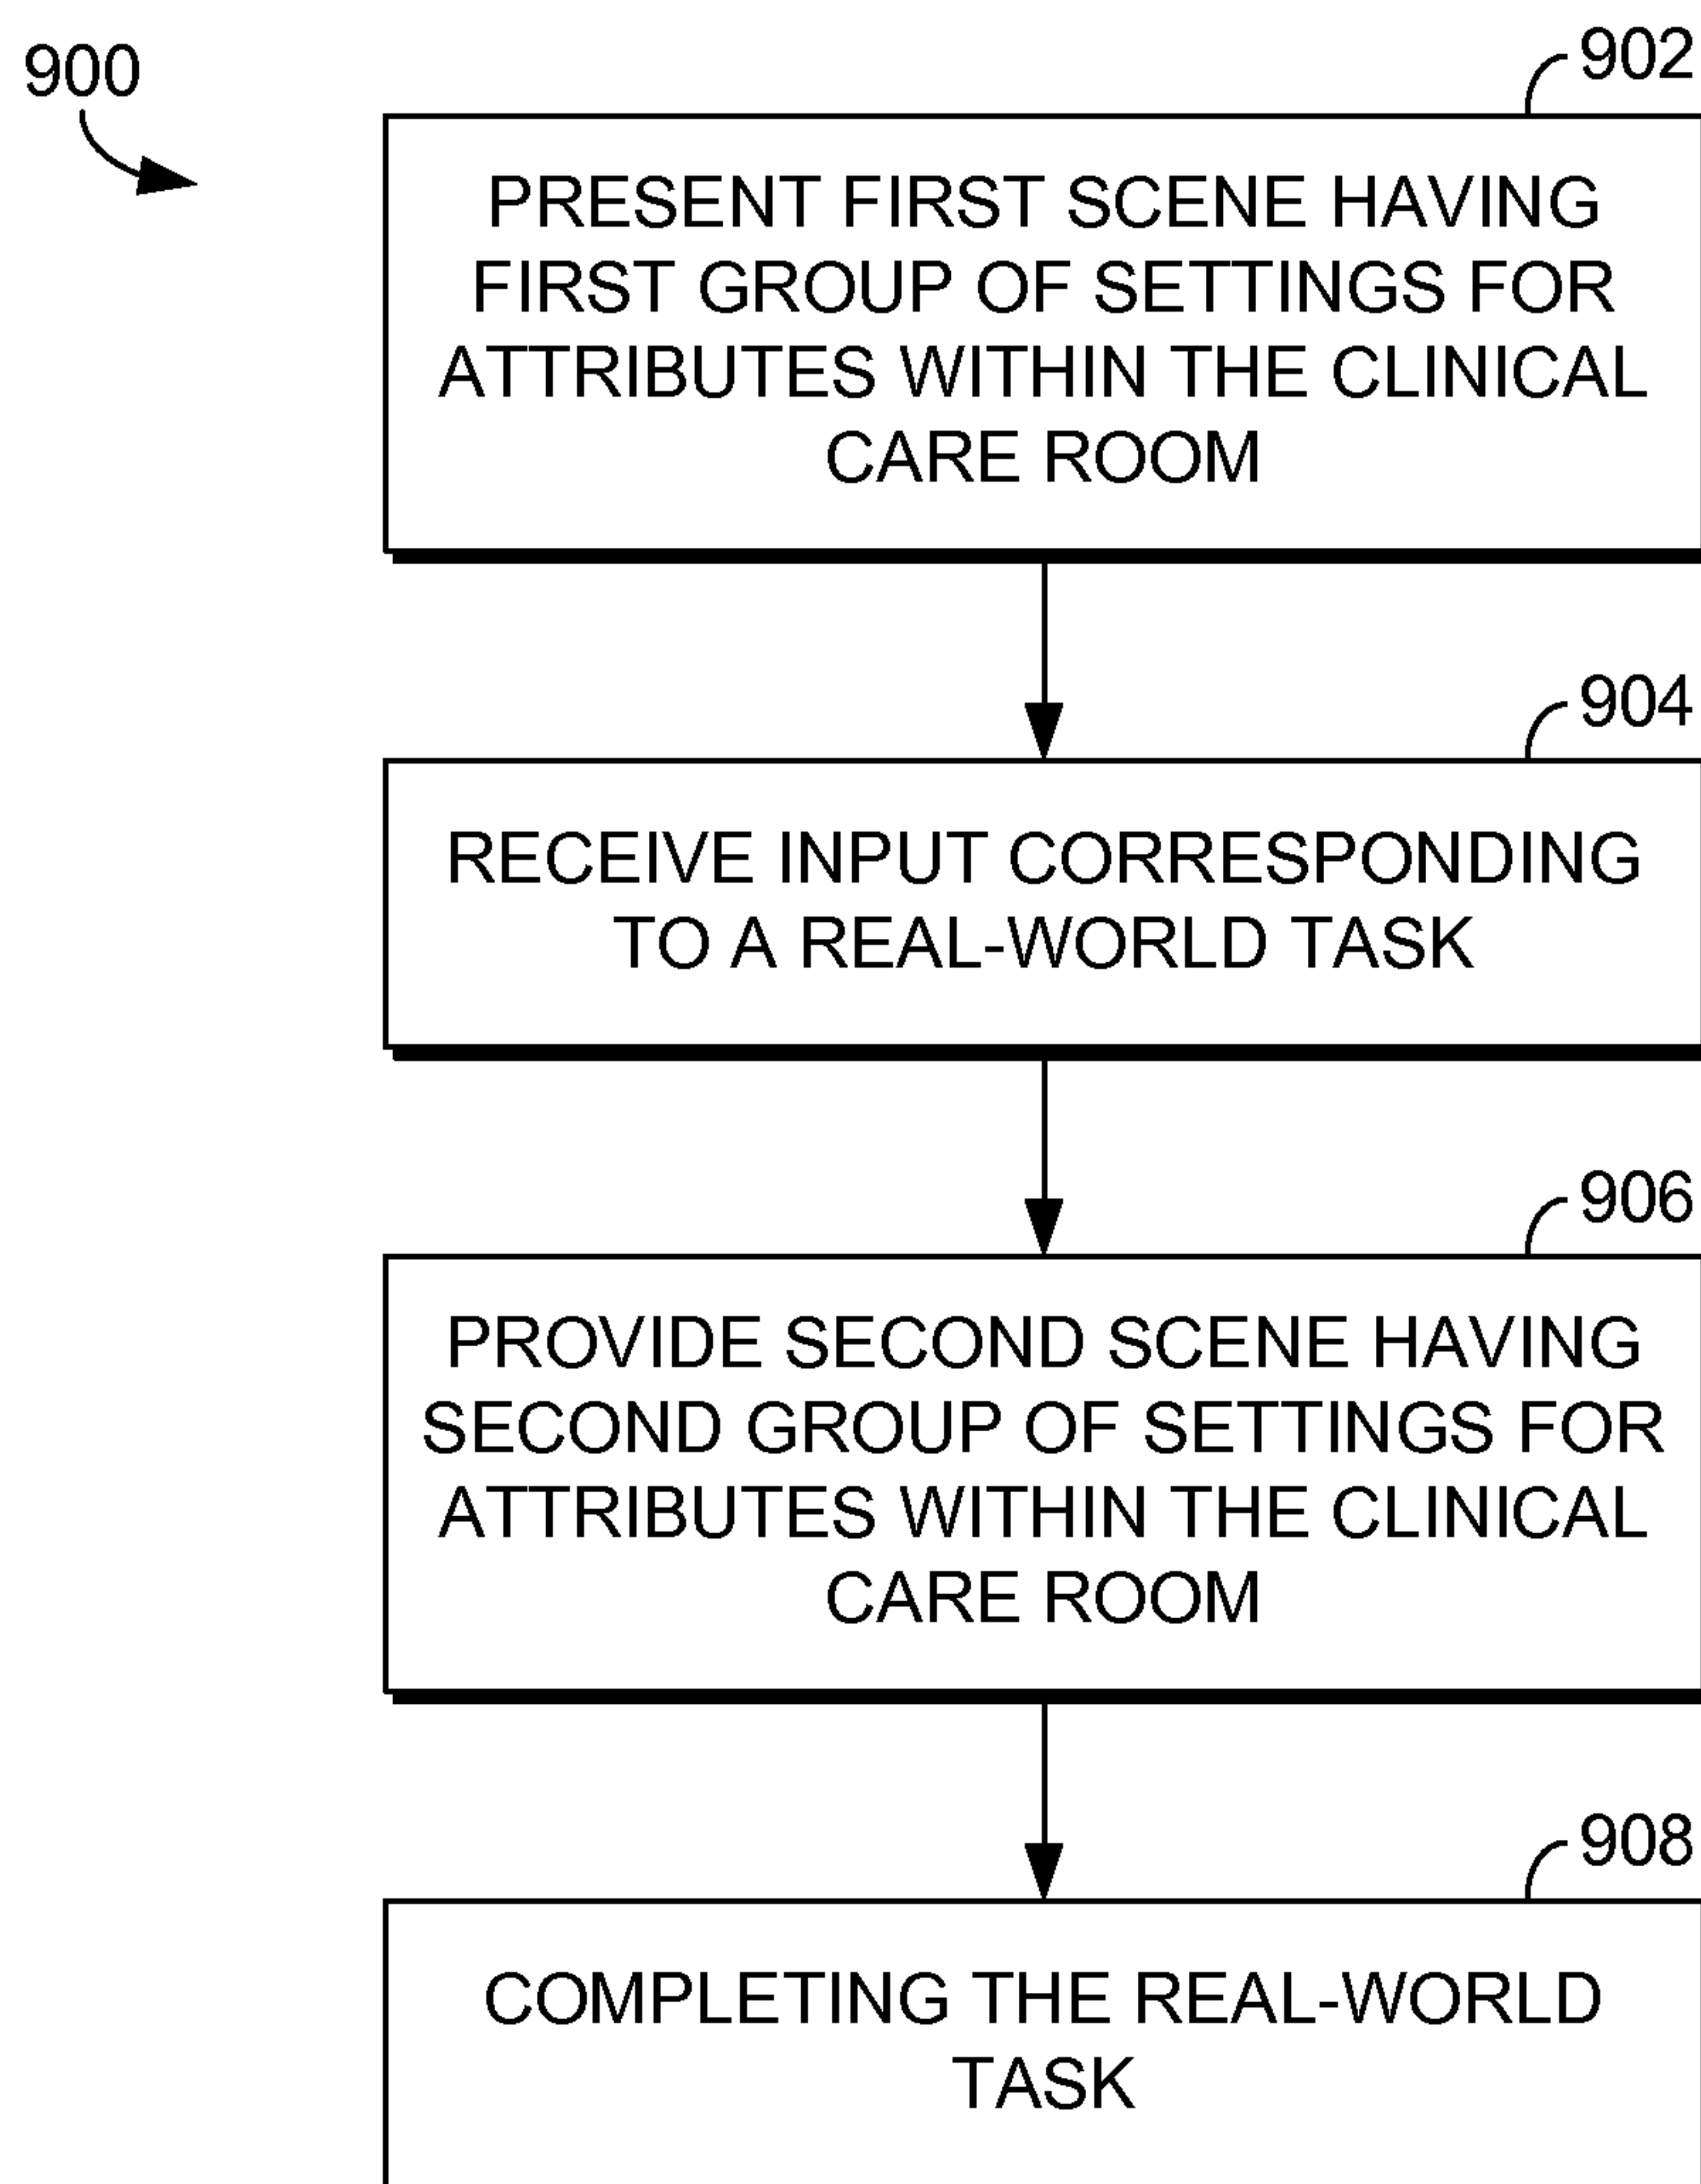 900
902
PRESENT FIRST SCENE HAVING
FIRST GROUP OF SETTINGS FOR
ATTRIBUTES WITHIN THE CLINICAL
CARE ROOM
904
RECEIVE INPUT CORRESPONDING
TO A REAL-WORLD TASK
906
PROVIDE SECOND SCENE HAVING
SECOND GROUP OF SETTINGS FOR
ATTRIBUTES WITHIN THE CLINICAL
CARE ROOM
908
COMPLETING THE REAL-WORLD
TASK